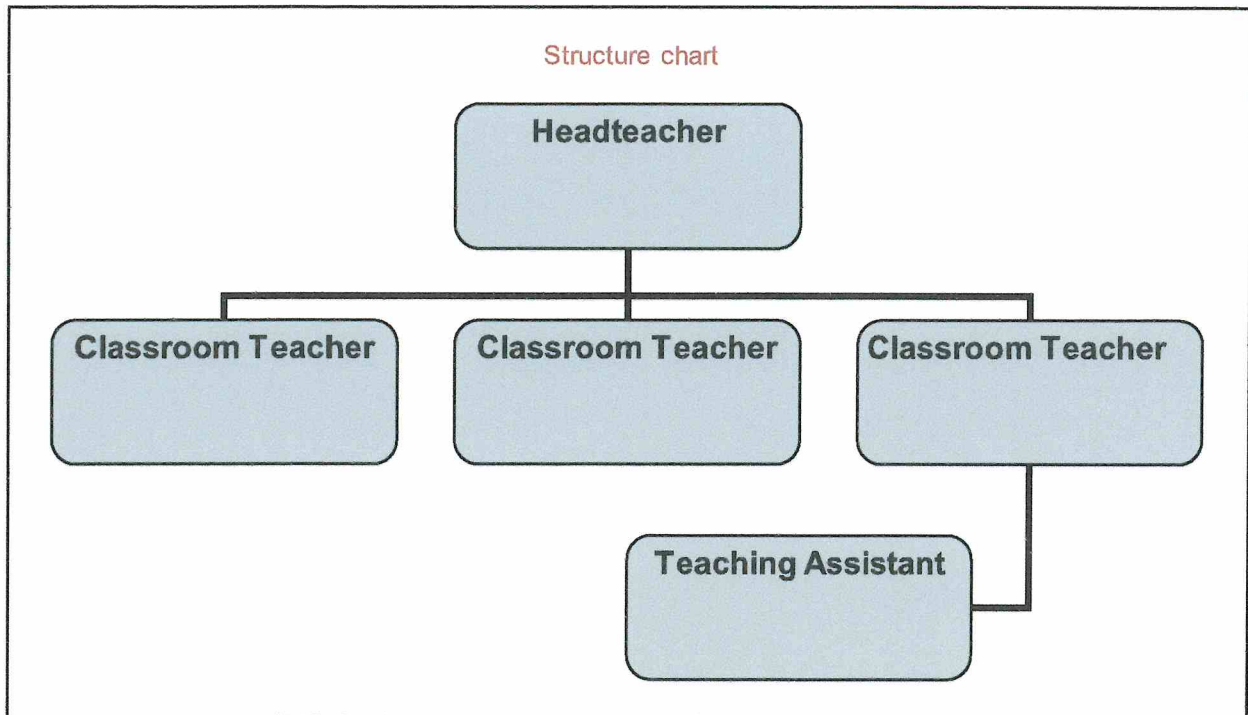 Structure chart
Headteacher
Classroom Teacher
Classroom Teacher
Classroom Teacher
Teaching Assistant